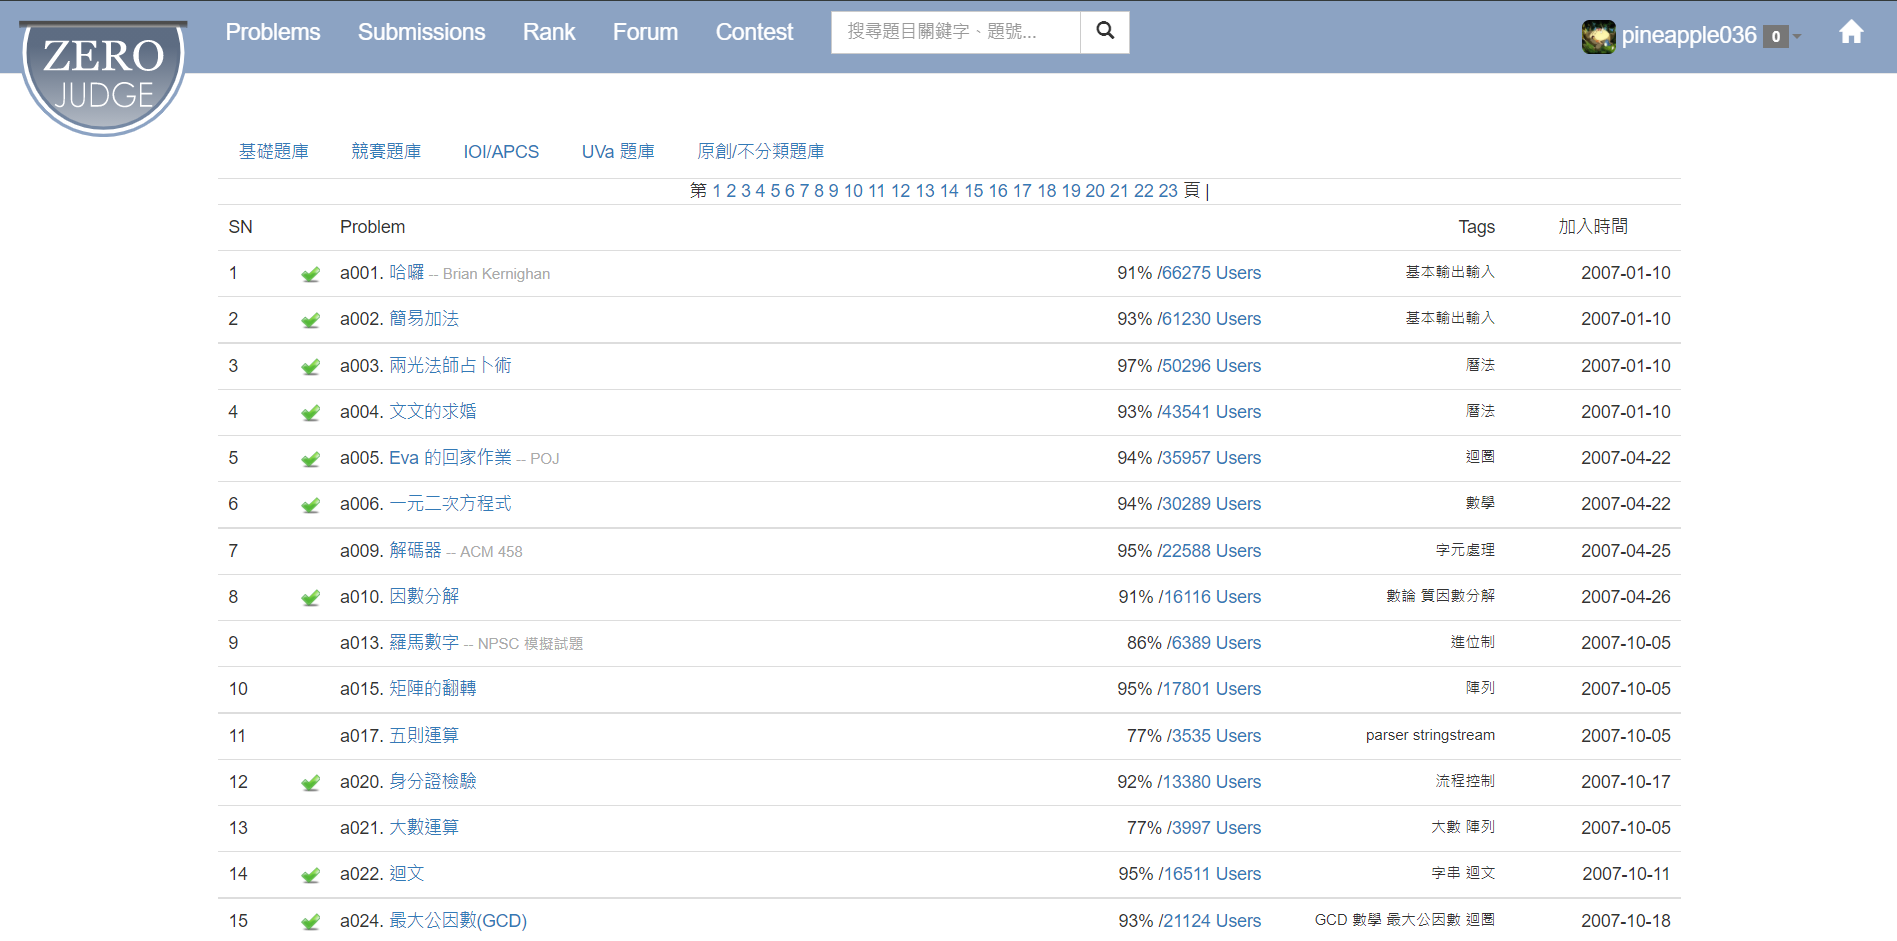 ZERO
JUDGE
Problems Submissions Rank Forum Contest 搜尋題目關鍵字、題號... pineapple036 0
基礎題庫 競賽題庫 IOI/APCS UVa 題庫 原創/不分類題庫
第 1 2 3 4 5 6 7 8 9 10 11 12 13 14 15 16 17 18 19 20 21 22 23 頁 |
SN Problem Tags 加入時間
1 a001. 哈囉 -- Brian Kernighan 91% /66275 Users 基本輸出輸入 2007-01-10
2 a002. 簡易加法 93% /61230 Users 基本輸出輸入 2007-01-10
3 a003. 兩光法師占卜術 97% /50296 Users 曆法 2007-01-10
4 a004. 文文的求婚 93% /43541 Users 曆法 2007-01-10
5 a005. Eva 的回家作業 -- POJ 94% /35957 Users 迴圈 2007-04-22
6 a006. 一元二次方程式 94% /30289 Users 數學 2007-04-22
7 a009. 解碼器 -- ACM 458 95% /22588 Users 字元處理 2007-04-25
8 a010. 因數分解 91% /16116 Users 數論 質因數分解 2007-04-26
9 a013. 羅馬數字 -- NPSC 模擬試題 86% /6389 Users 進位制 2007-10-05
10 a015. 矩陣的翻轉 95% /17801 Users 陣列 2007-10-05
11 a017. 五則運算 77% /3535 Users parser stringstream 2007-10-05
12 a020. 身分證檢驗 92% /13380 Users 流程控制 2007-10-17
13 a021. 大數運算 77% /3997 Users 大數 陣列 2007-10-05
14 a022. 迴文 95% /16511 Users 字串 迴文 2007-10-11
15 a024. 最大公因數(GCD) 93% /21124 Users GCD 數學 最大公因數 迴圈 2007-10-18